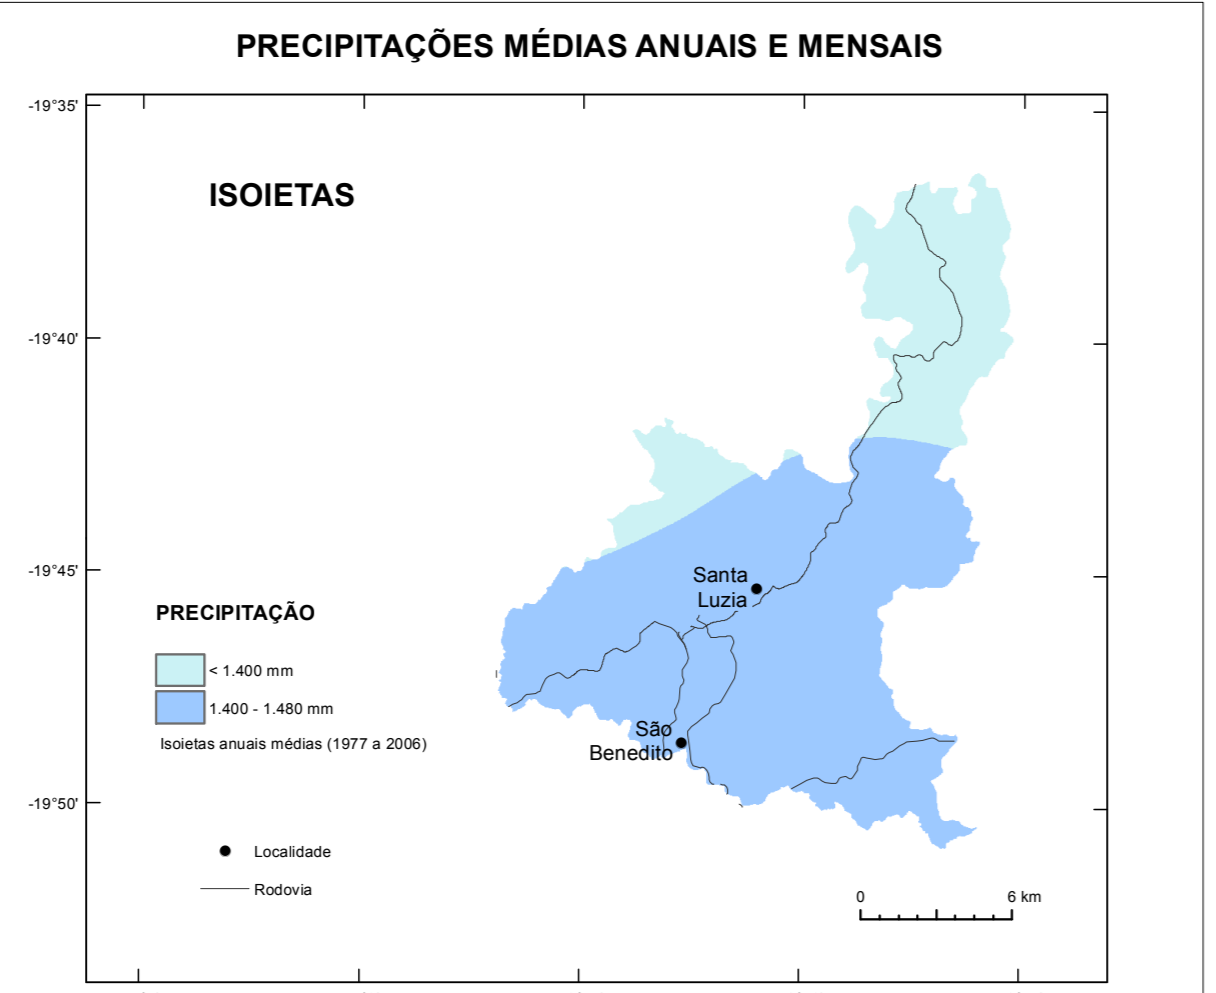 PRECIPITAÇÕES MÉDIAS ANUAIS E MENSAIS
-19°35'
ISOIETAS
-19°40'
-19°45'
Santa
Luzia
PRECIPITAÇÃO
< 1.400 mm
1.400 - 1.480 mm
Isoietas anuais médias (1977 a 2006)
São
Benedito
-19°50'
Localidade
Rodovia
0 6 km